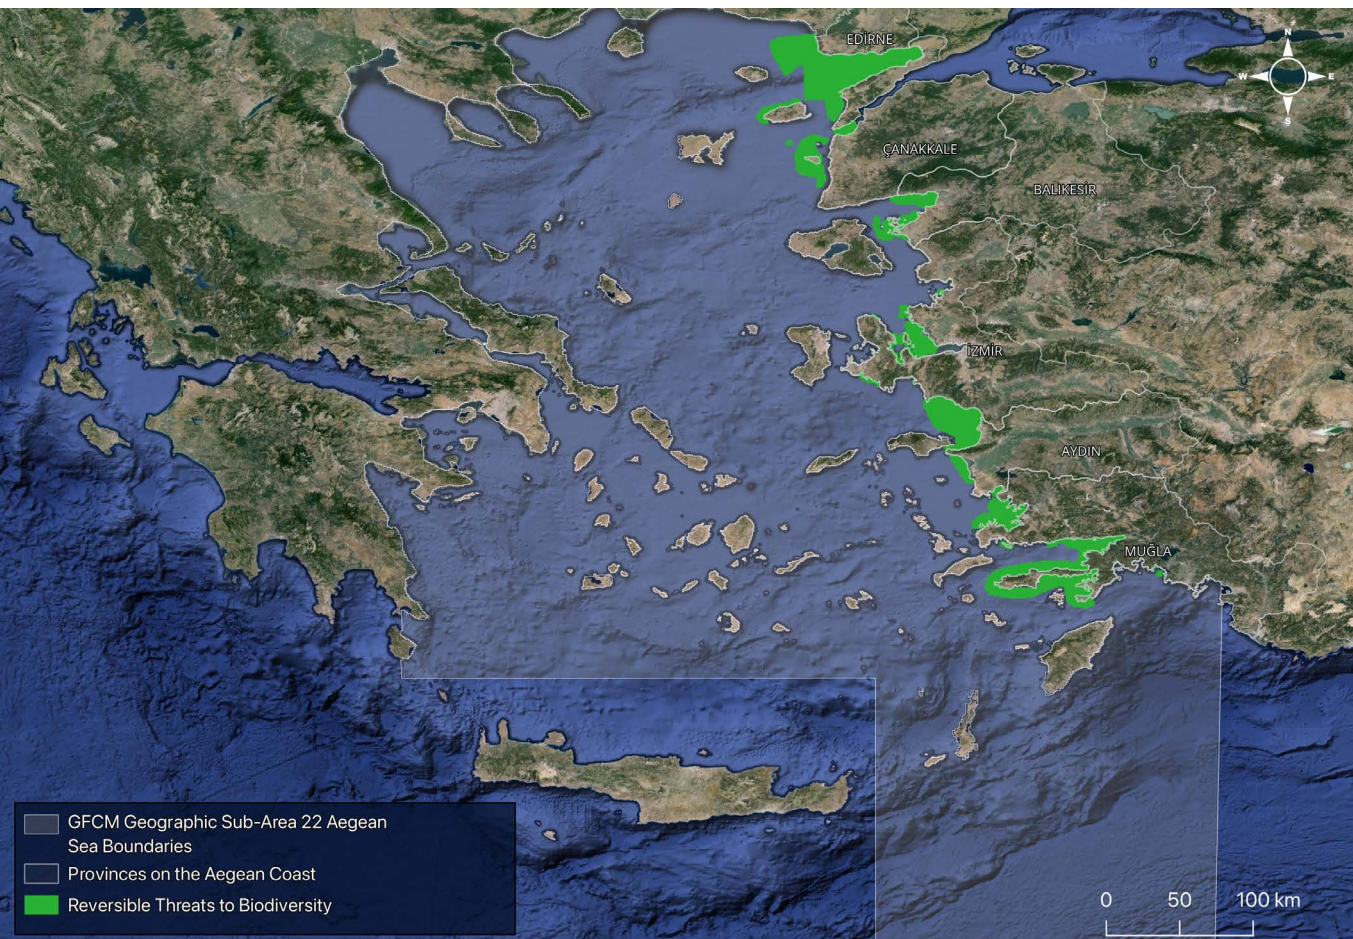 EDİRNE
N
W
E
S
ÇANAKKALE
BALIKESİR
İZMİR
AYDIN
MUĞLA
GFCM Geographic Sub-Area 22 Aegean
Sea Boundaries
Provinces on the Aegean Coast
Reversible Threats to Biodiversity
0 50 100 km